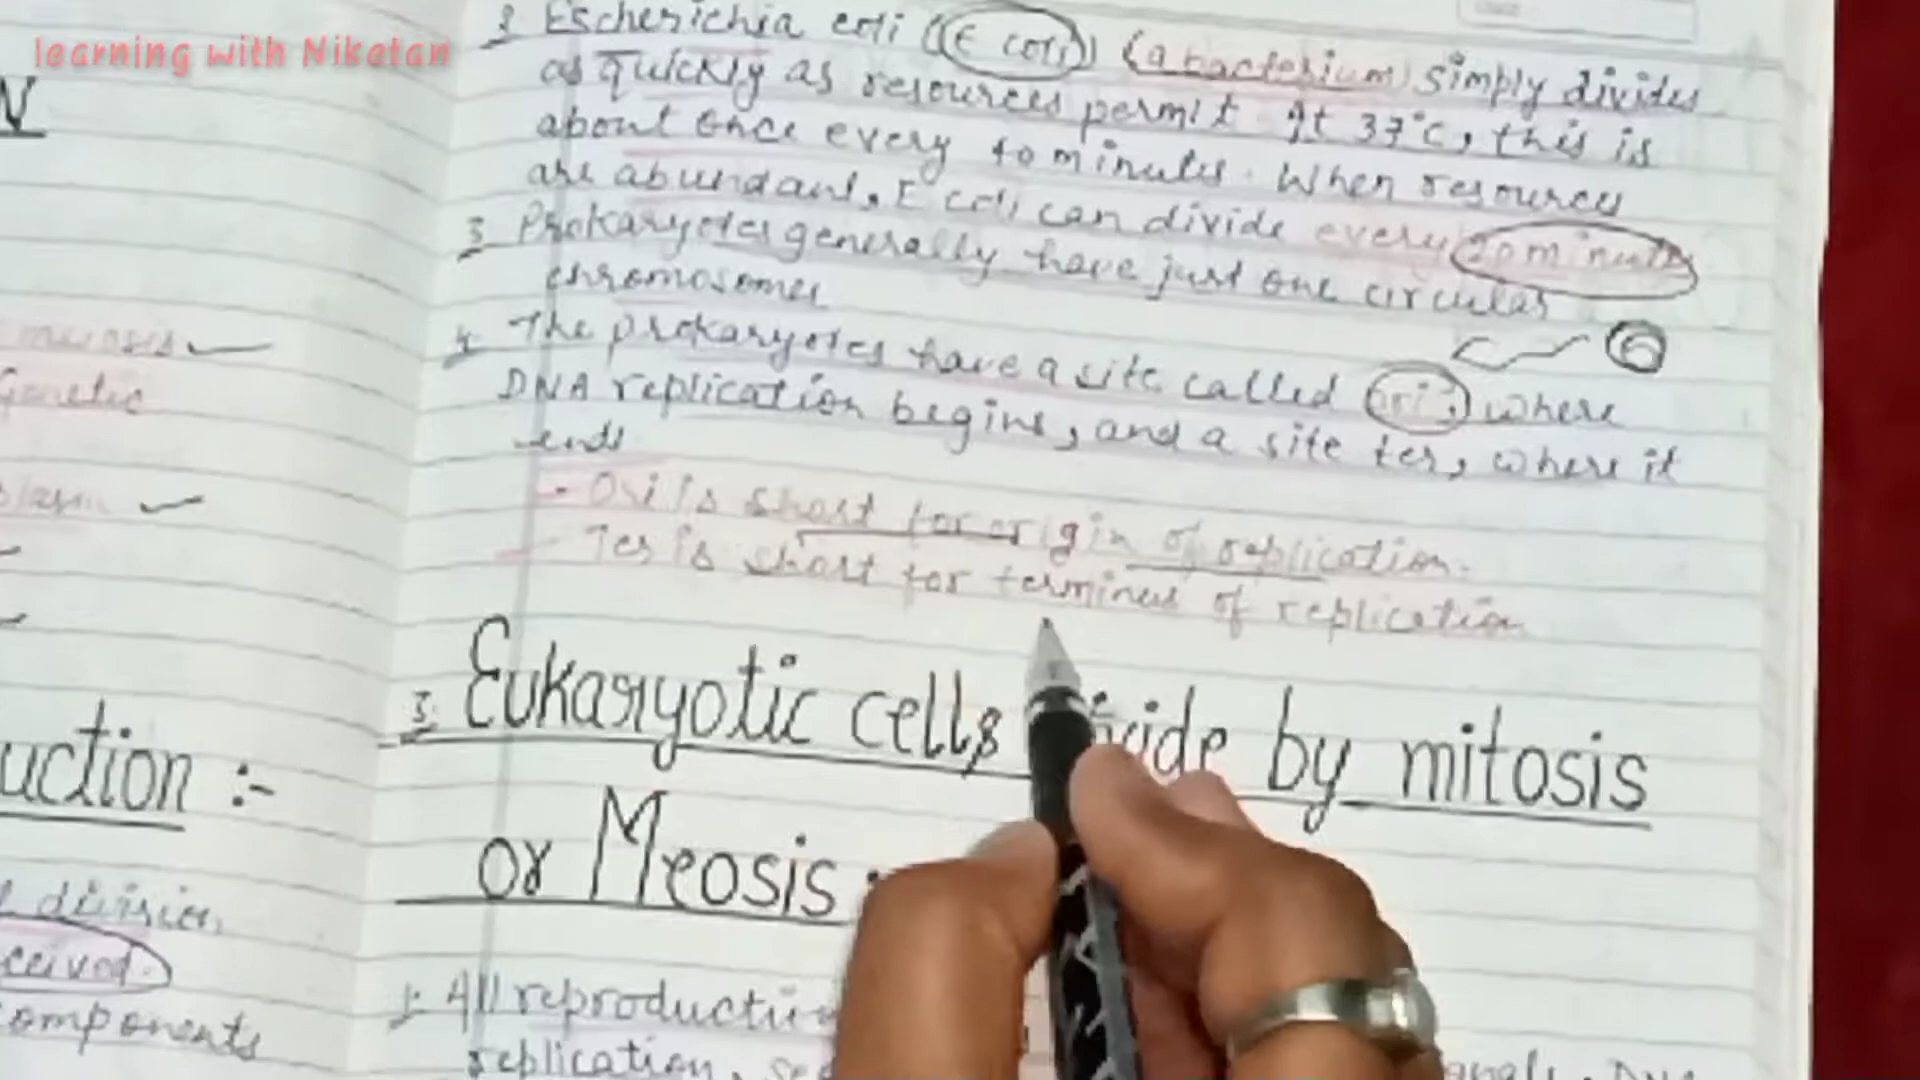 learning with Niketan
N
meiosis
Genetic
uction :-
division
ceived.
components
2 Escherichia coli ((E coli)) (a bacterium) simply divides
as quickly as resources permit. At 37°C, this is
about once every 40 minutes. When resources
are abundant, E coli can divide every 20 minutes
3 Prokaryotes generally have just one circular
chromosomes
4 The prokaryotes have a site called ori, where
DNA replication begins, and a site ter, where it
ends
- Ori is short for origin of replication.
- Ter is short for terminus of replication
3. Eukaryotic cells divide by mitosis
or Meosis
1. All reproductive
replication,